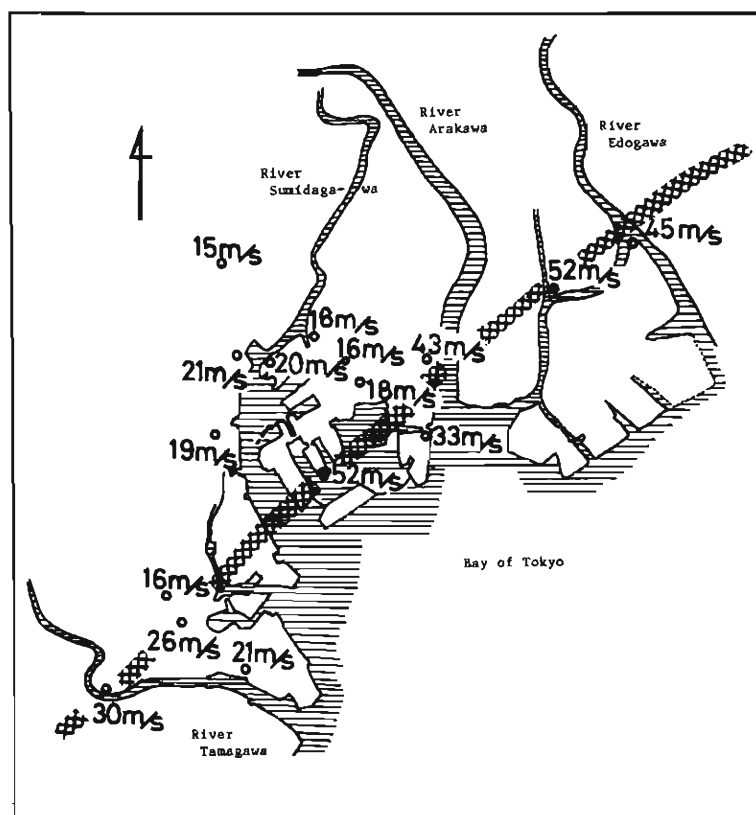 River
Arakawa
River
Edogawa
River
Sumidaga- wa
45m/s
15m/s
52m/s
18m/s
16m/s
43m/s
21m/s
20m/s
18m/s
33m/s
19m/s
52m/s
Bay of Tokyo
16m/s
26m/s
21m/s
30m/s
River
Tamagawa